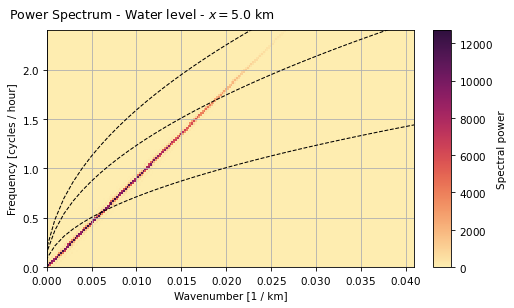 Power Spectrum - Water level - x = 5.0 km
Frequency [cycles / hour]
2.0
1.5
1.0
0.5
0.0
0.000 0.005 0.010 0.015 0.020 0.025 0.030 0.035 0.040
Wavenumber [1 / km]
12000
10000
8000
6000
4000
2000
0
Spectral power